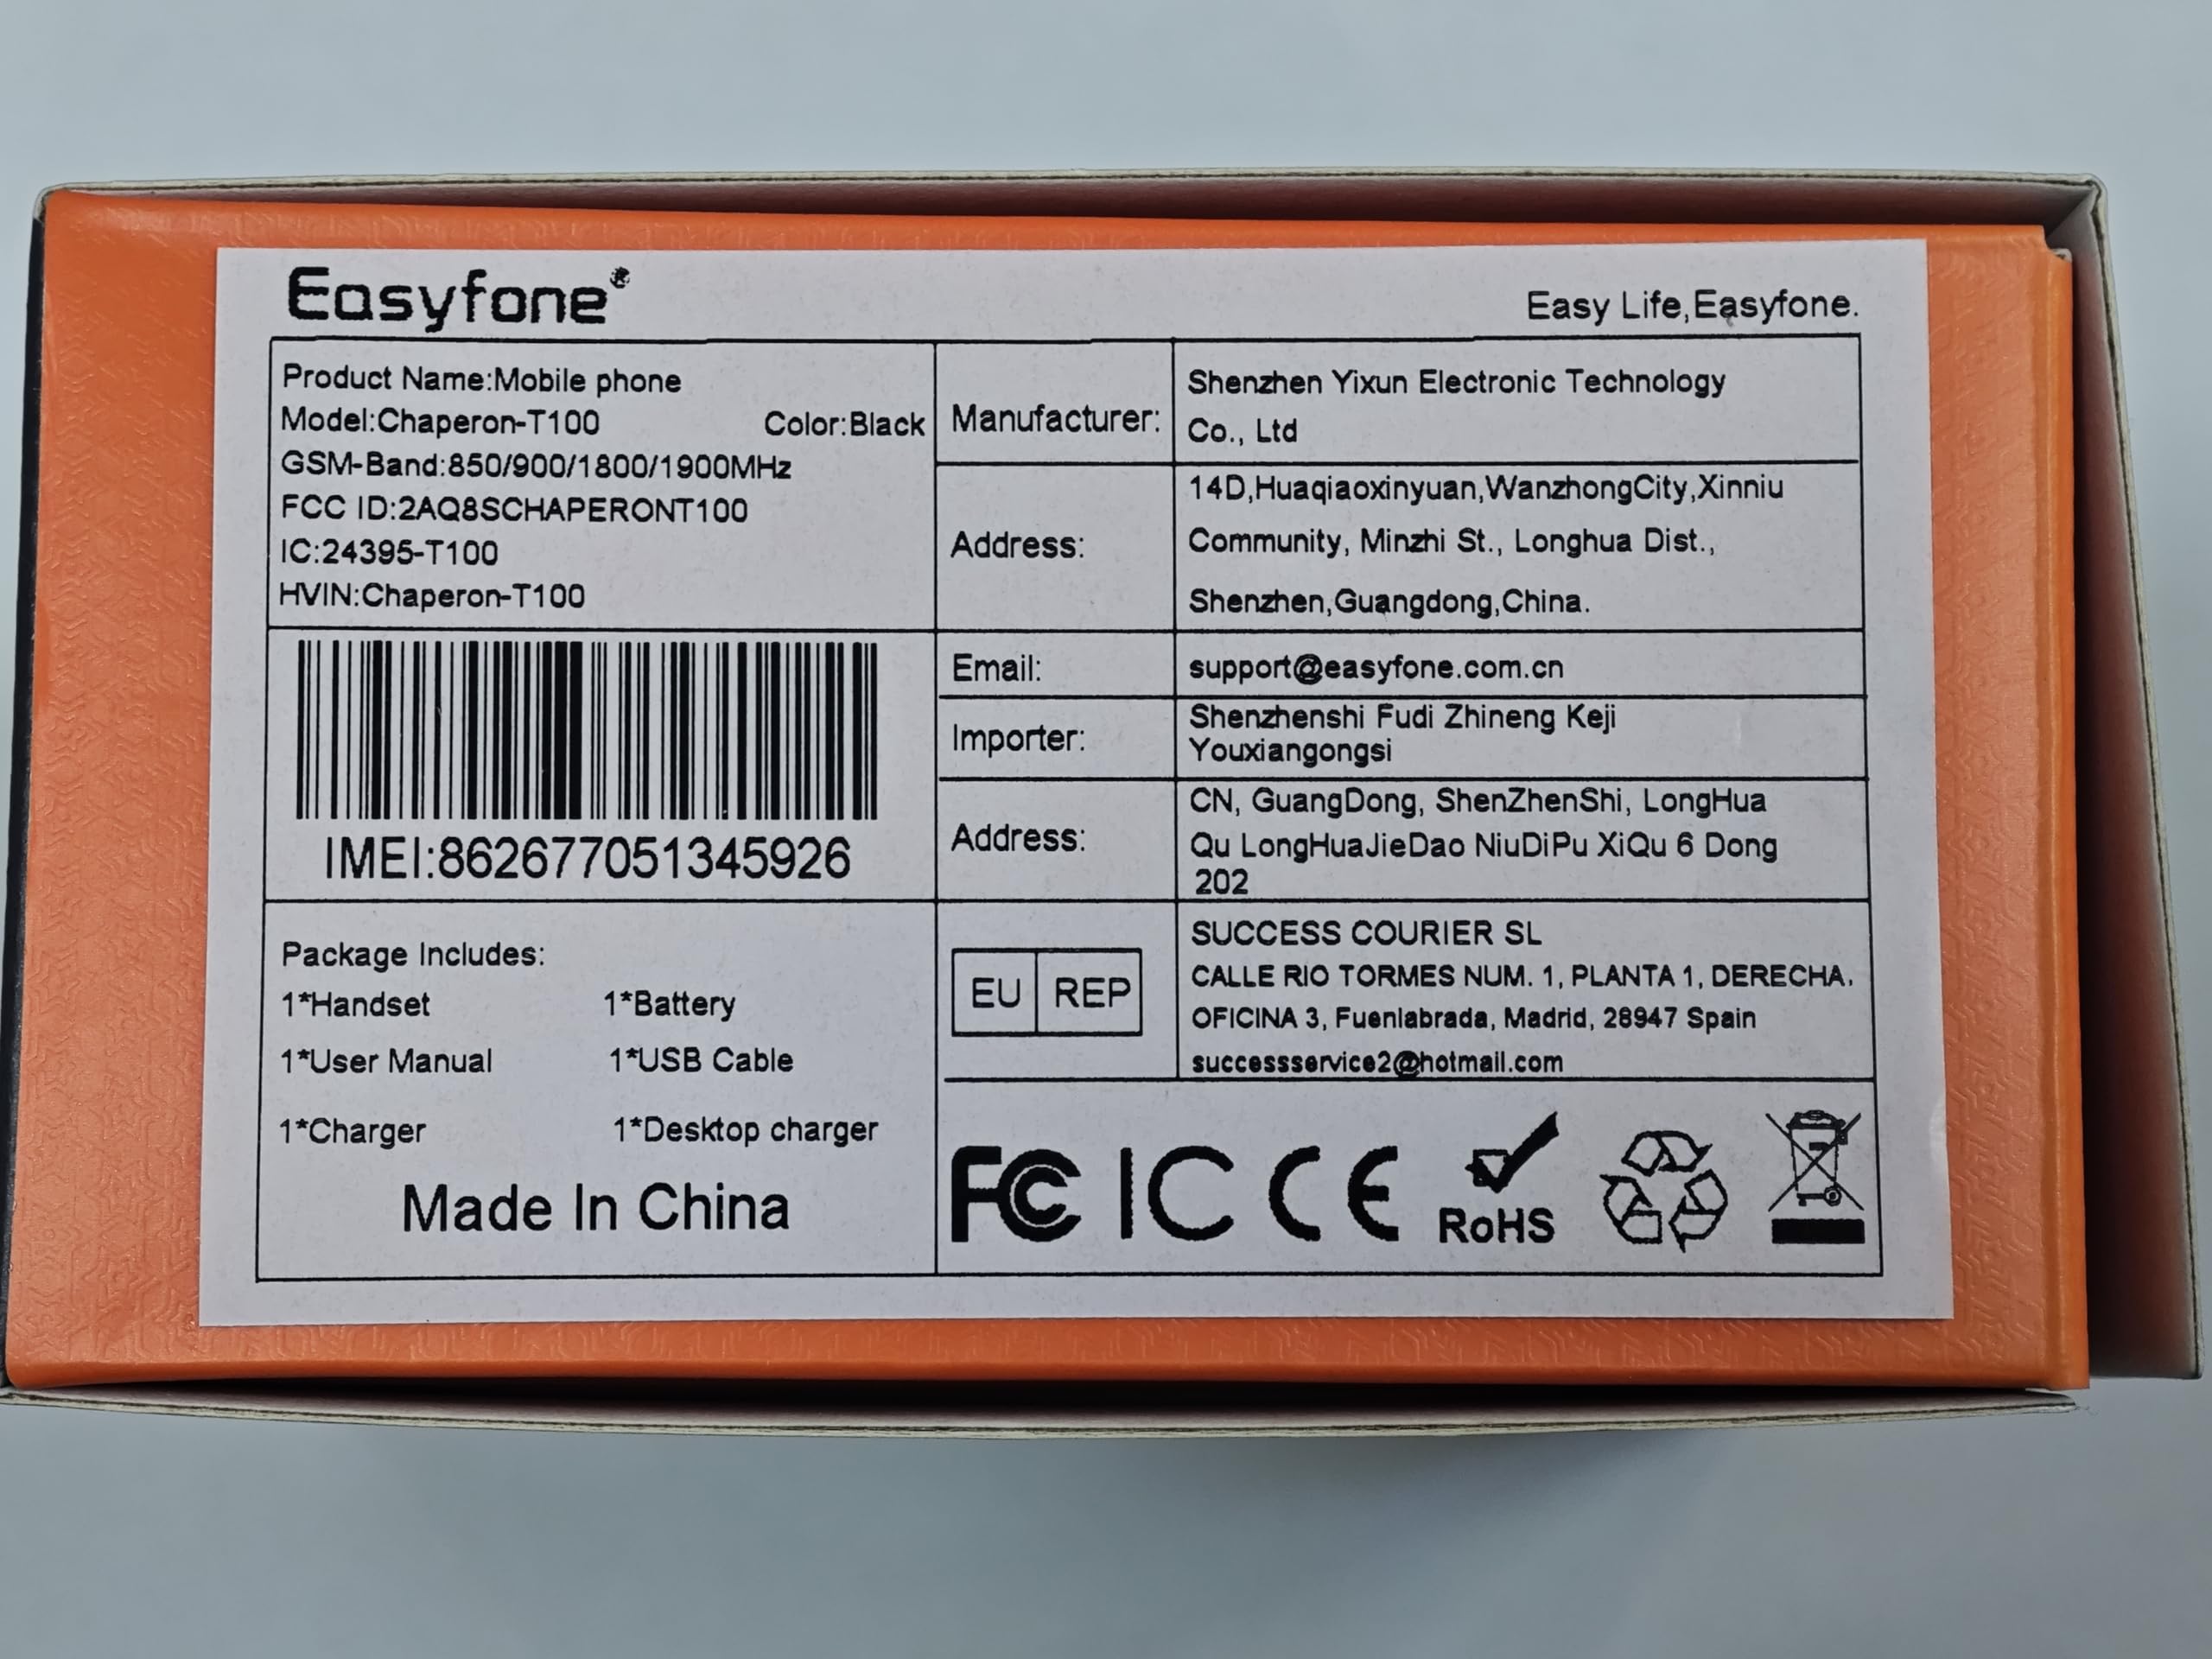 Easyfone®
Easy Life,Easyfone.
Product Name:Mobile phone
Model:Chaperon-T100 Color:Black
GSM-Band:850/900/1800/1900MHz
FCC ID:2AQ8SCHAPERONT100
IC:24395-T100
HVIN:Chaperon-T100
IMEI:862677051345926
Package Includes:
1*Handset 1*Battery
1*User Manual 1*USB Cable
1*Charger 1*Desktop charger
Made In China
Manufacturer:
Shenzhen Yixun Electronic Technology
Co., Ltd
Address:
14D,Huaqiaoxinyuan,WanzhongCity,Xinniu
Community, Minzhi St., Longhua Dist.,
Shenzhen,Guangdong,China.
Email:
support@easyfone.com.cn
Importer:
Shenzhenshi Fudi Zhineng Keji
Youxiangongsi
Address:
CN, GuangDong, ShenZhenShi, LongHua
Qu LongHuaJieDao NiuDiPu XiQu 6 Dong
202
EU REP
SUCCESS COURIER SL
CALLE RIO TORMES NUM. 1, PLANTA 1, DERECHA,
OFICINA 3, Fuenlabrada, Madrid, 28947 Spain
successservice2@hotmail.com
FC IC CE RoHS